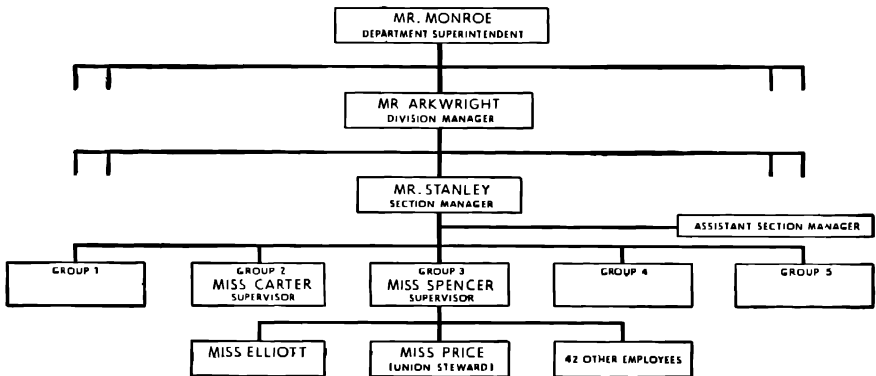 MR. MONROE
DEPARTMENT SUPERINTENDENT
MR ARKWRIGHT
DIVISION MANAGER
MR. STANLEY
SECTION MANAGER
ASSISTANT SECTION MANAGER
GROUP 1
GROUP 2
MISS CARTER
SUPERVISOR
GROUP 3
MISS SPENCER
SUPERVISOR
GROUP 4
GROUP 5
MISS ELLIOTT
MISS PRICE
(UNION STEWARD)
42 OTHER EMPLOYEES